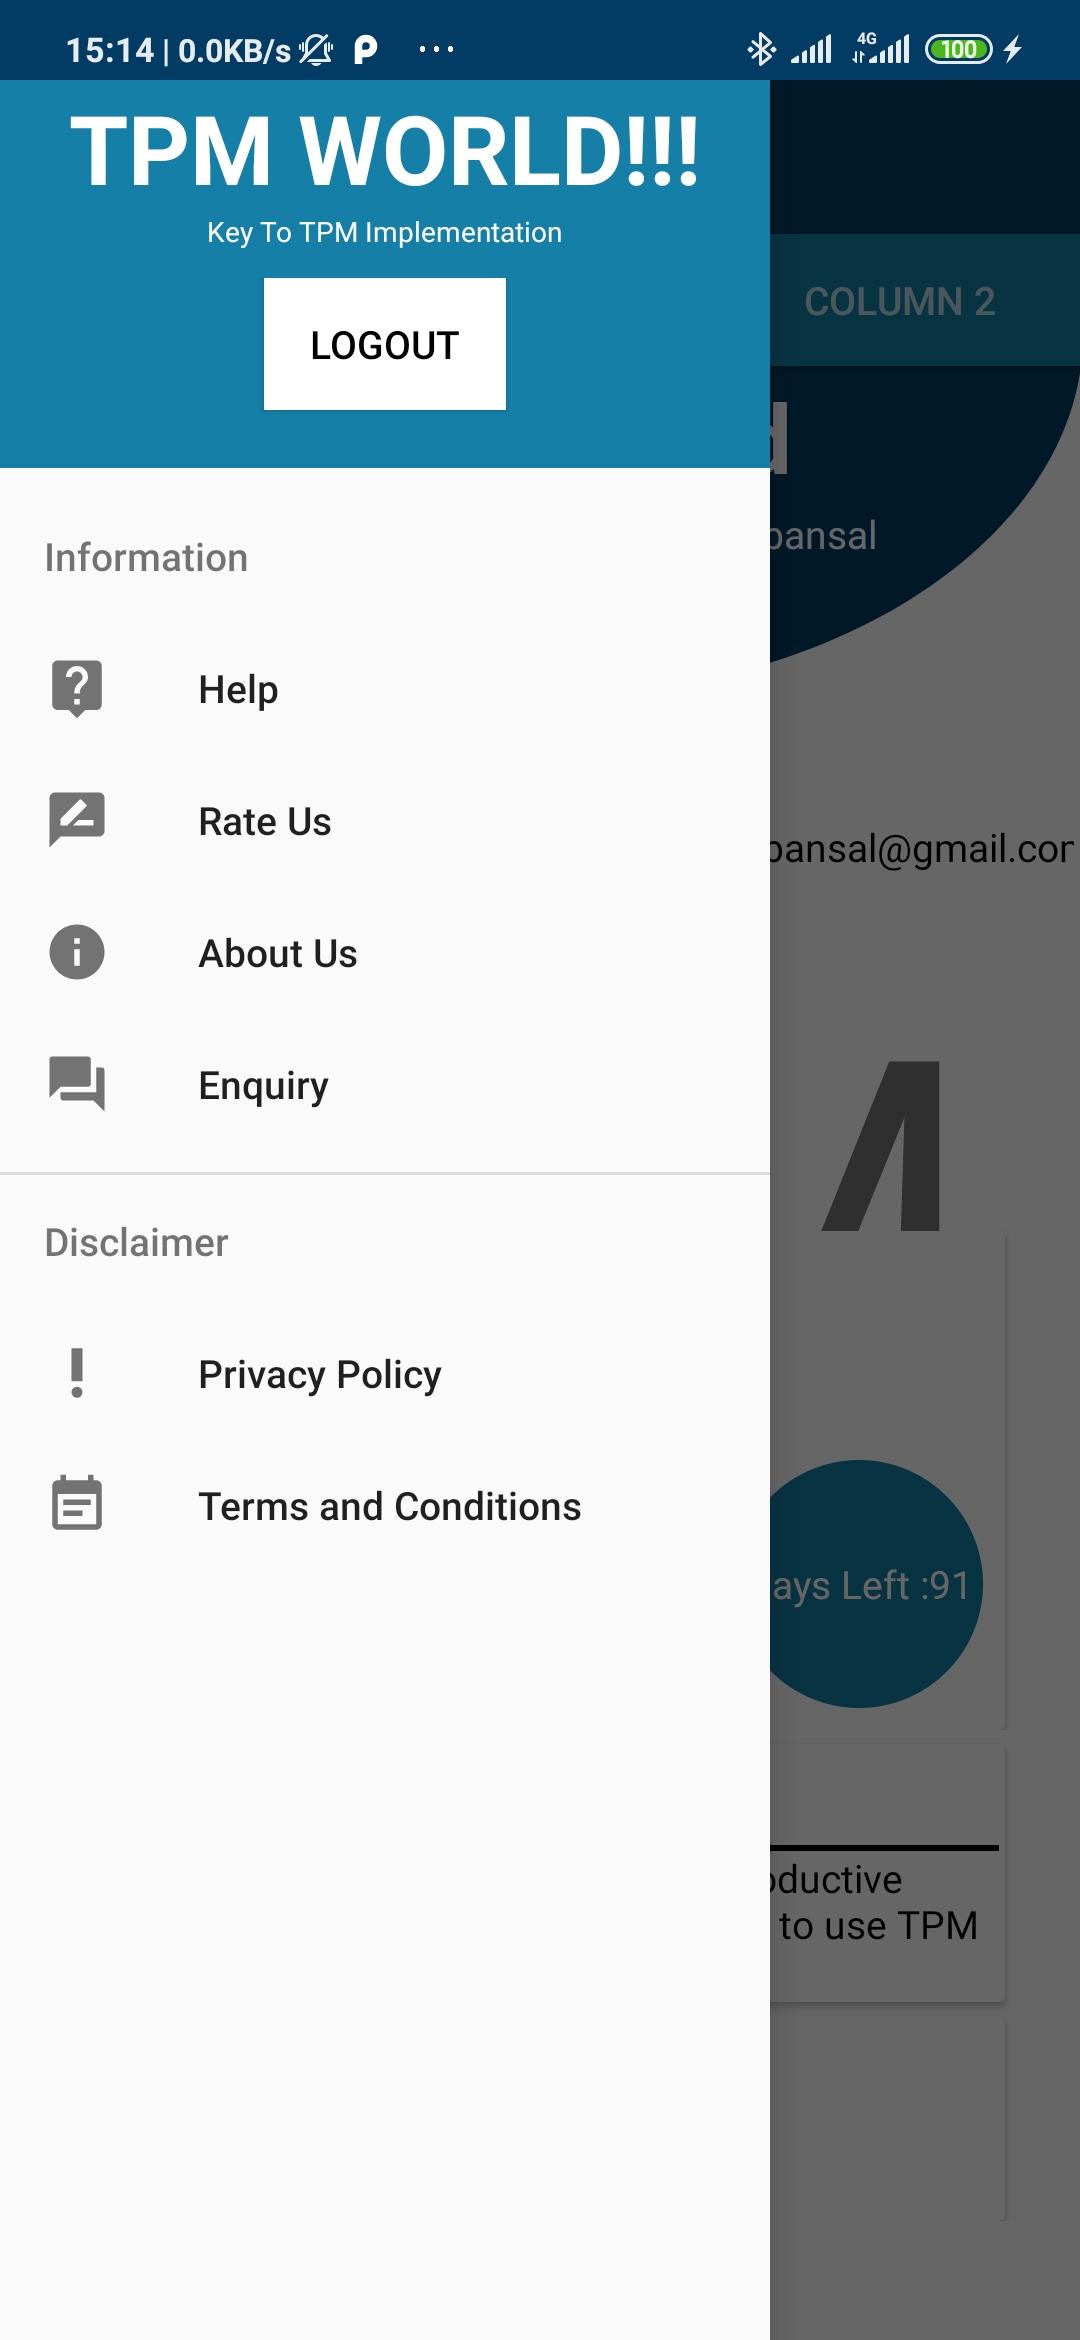 15:14 | 0.0KB/s
4G
100
TPM WORLD!!!
Key To TPM Implementation
LOGOUT
COLUMN 2
Information
Help
Rate Us
About Us
Enquiry
Disclaimer
Privacy Policy
Terms and Conditions
d
bansal
bansal@gmail.com
ays Left :91
oductive
to use TPM